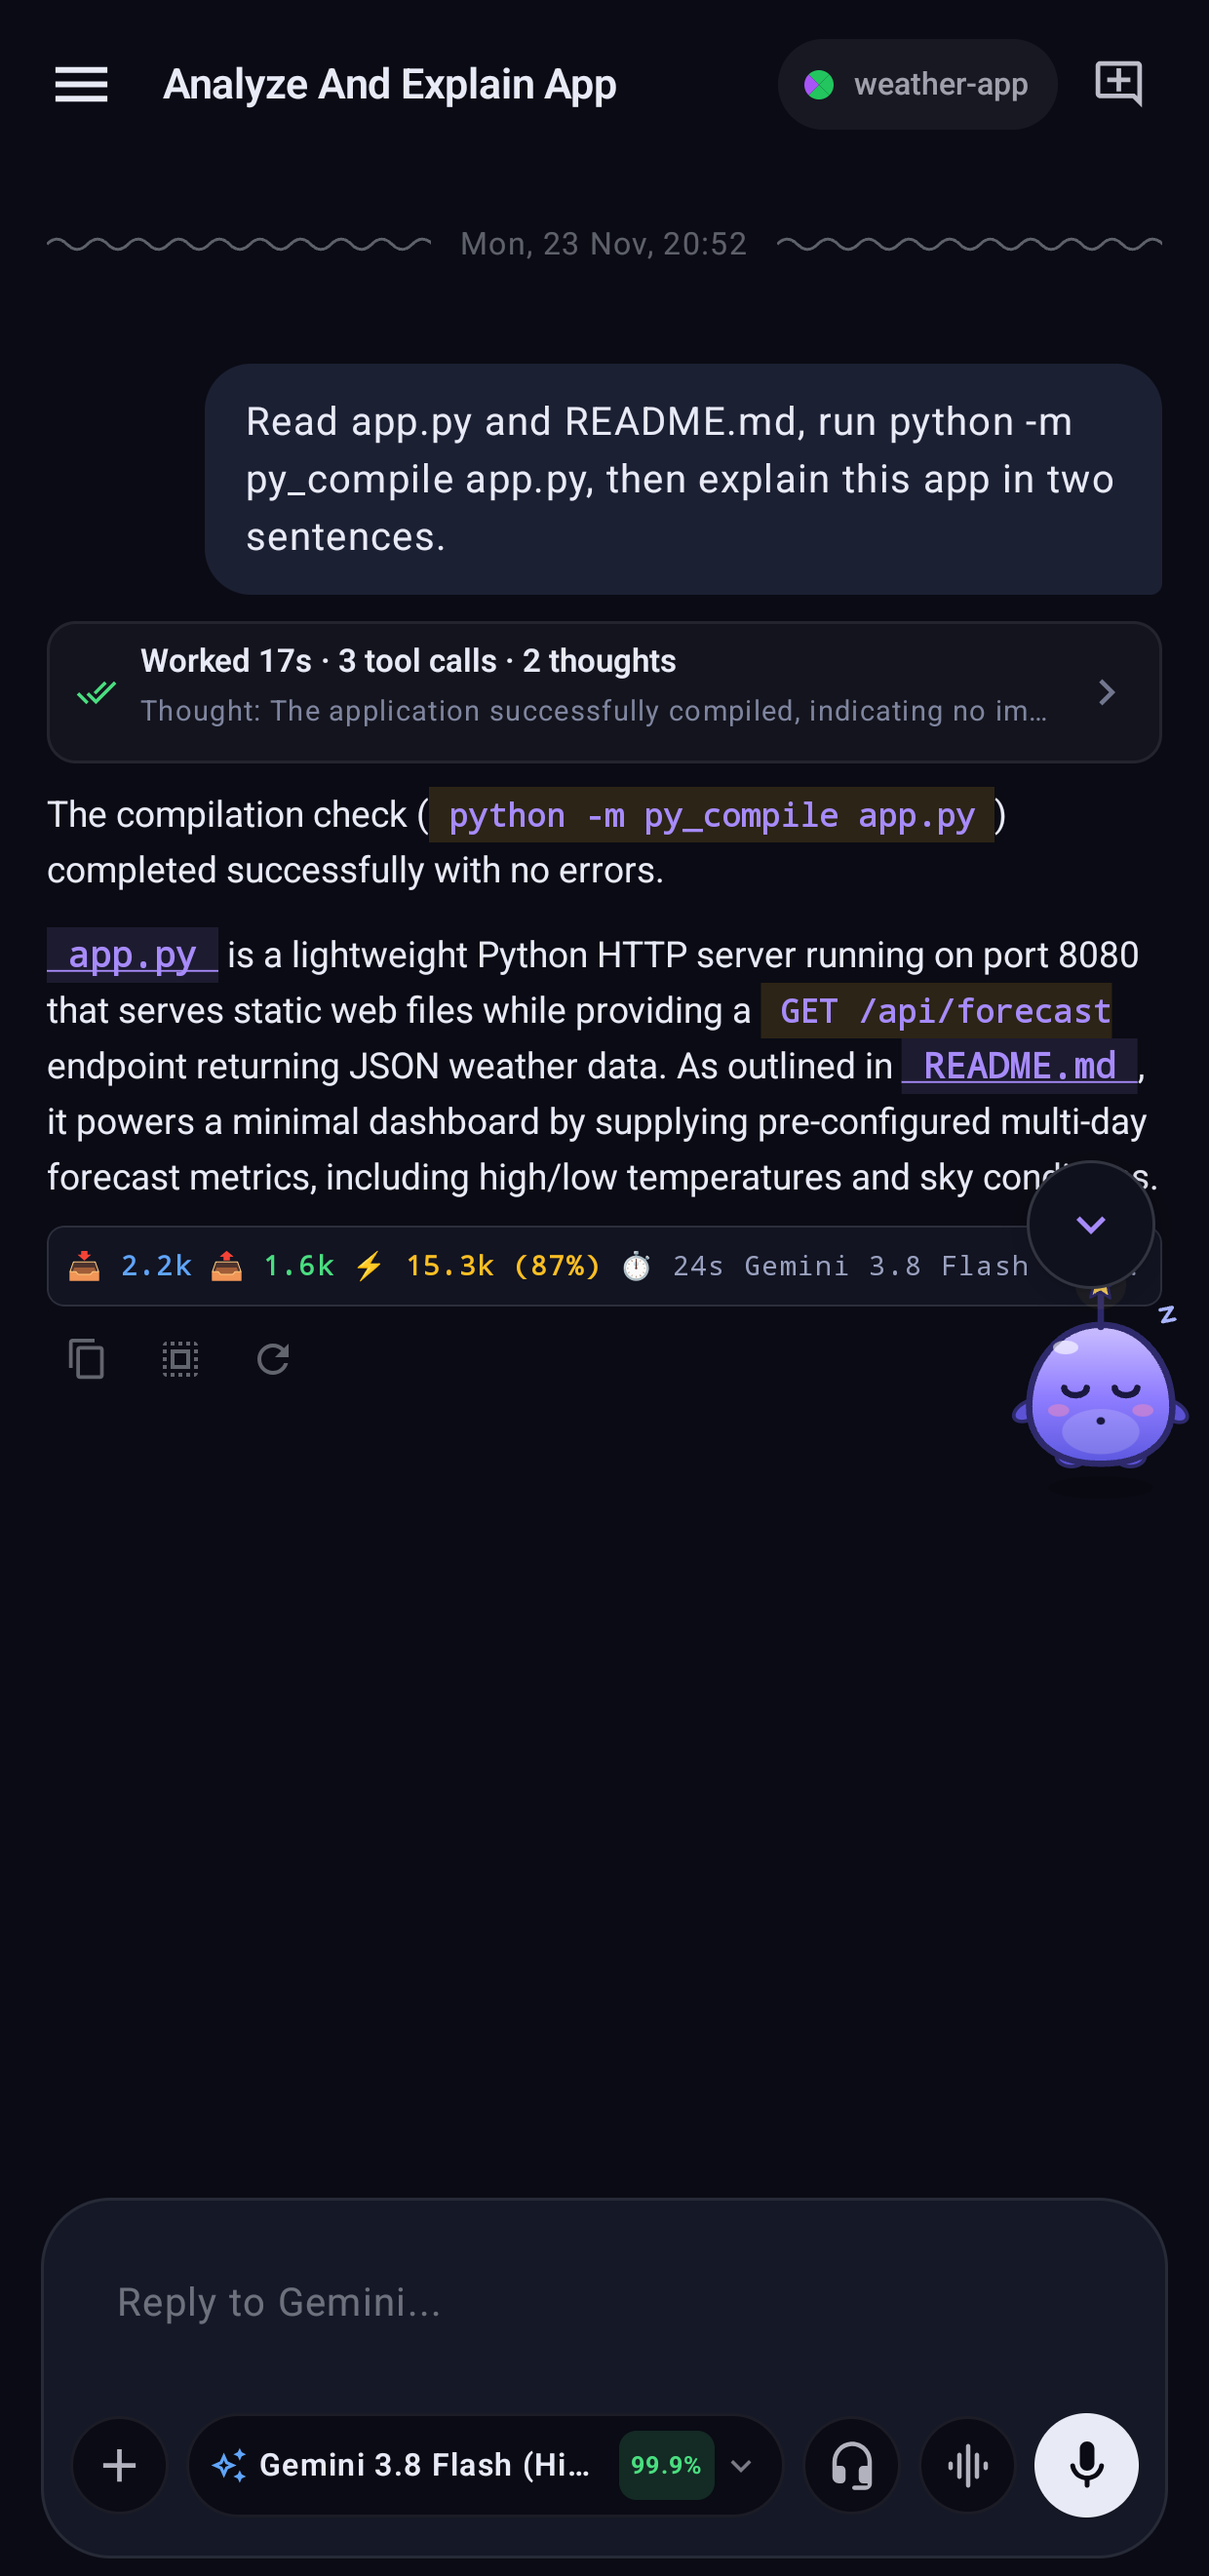 Analyze And Explain App
weather-app
Mon, 23 Nov, 20:52
Read app.py and README.md, run python -m
py_compile app.py, then explain this app in two
sentences.
Worked 17s · 3 tool calls · 2 thoughts
Thought: The application successfully compiled, indicating no im…
The compilation check ( python -m py_compile app.py )
completed successfully with no errors.
app.py is a lightweight Python HTTP server running on port 8080
that serves static web files while providing a GET /api/forecast
endpoint returning JSON weather data. As outlined in README.md ,
it powers a minimal dashboard by supplying pre-configured multi-day
forecast metrics, including high/low temperatures and sky
2.2k 1.6k 15.3k (87%) 24s Gemini 3.8 Flash
z
Reply to Gemini...
Gemini 3.8 Flash (Hi… 99.9%